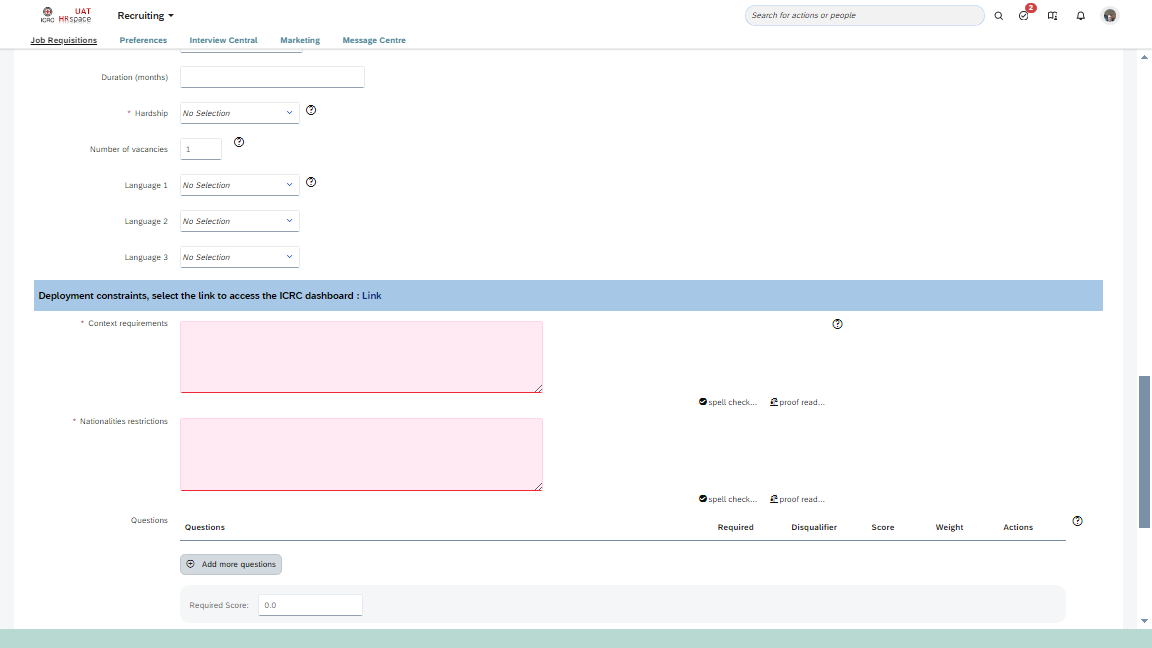 UAT
ICRC HRspace
Recruiting
Search for actions or people
2
Job Requisitions
Preferences
Interview Central
Marketing
Message Centre
Duration (months)
* Hardship
No Selection
Number of vacancies
1
Language 1
No Selection
Language 2
No Selection
Language 3
No Selection
Deployment constraints, select the link to access the ICRC dashboard : Link
* Context requirements
spell check... proof read...
* Nationalities restrictions
spell check... proof read...
Questions
Questions Required Disqualifier Score Weight Actions
Add more questions
Required Score: 0.0